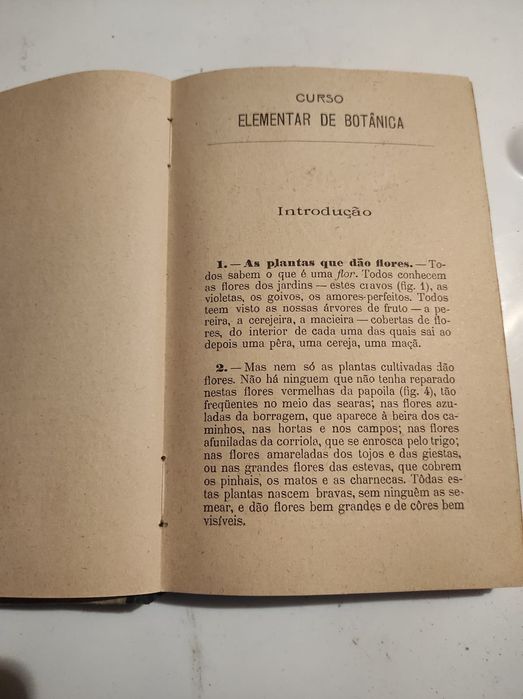 CURSO
ELEMENTAR DE BOTÂNICA
Introdução
1. — As plantas que dão flores. — To-
dos sabem o que é uma flor. Todos conhecem
as flores dos jardins — estes cravos (fig. 1), as
violetas, os goivos, os amores-perfeitos. Todos
teem visto as nossas árvores de fruto — a pe-
reira, a cerejeira, a macieira — cobertas de flo-
res, do interior de cada uma das quais sai ao
depois uma pêra, uma cereja, uma maçã.
2. — Mas nem só as plantas cultivadas dão
flores. Não há ninguem que não tenha reparado
nestas flores vermelhas da papoila (fig. 4), tão
freqüentes no meio das searas; nas flores azu-
ladas da borragem, que aparece à beira dos ca-
minhos, nas hortas e nos campos; nas flores
afuniladas da corriola, que se enrosca pelo trigo;
nas flores amareladas dos tojos e das giestas,
ou nas grandes flores das estevas, que cobrem
os pinhais, os matos e as charnecas. Tôdas es-
tas plantas nascem bravas, sem ninguêm as se-
mear, e dão flores bem grandes e de côres bem
visíveis.